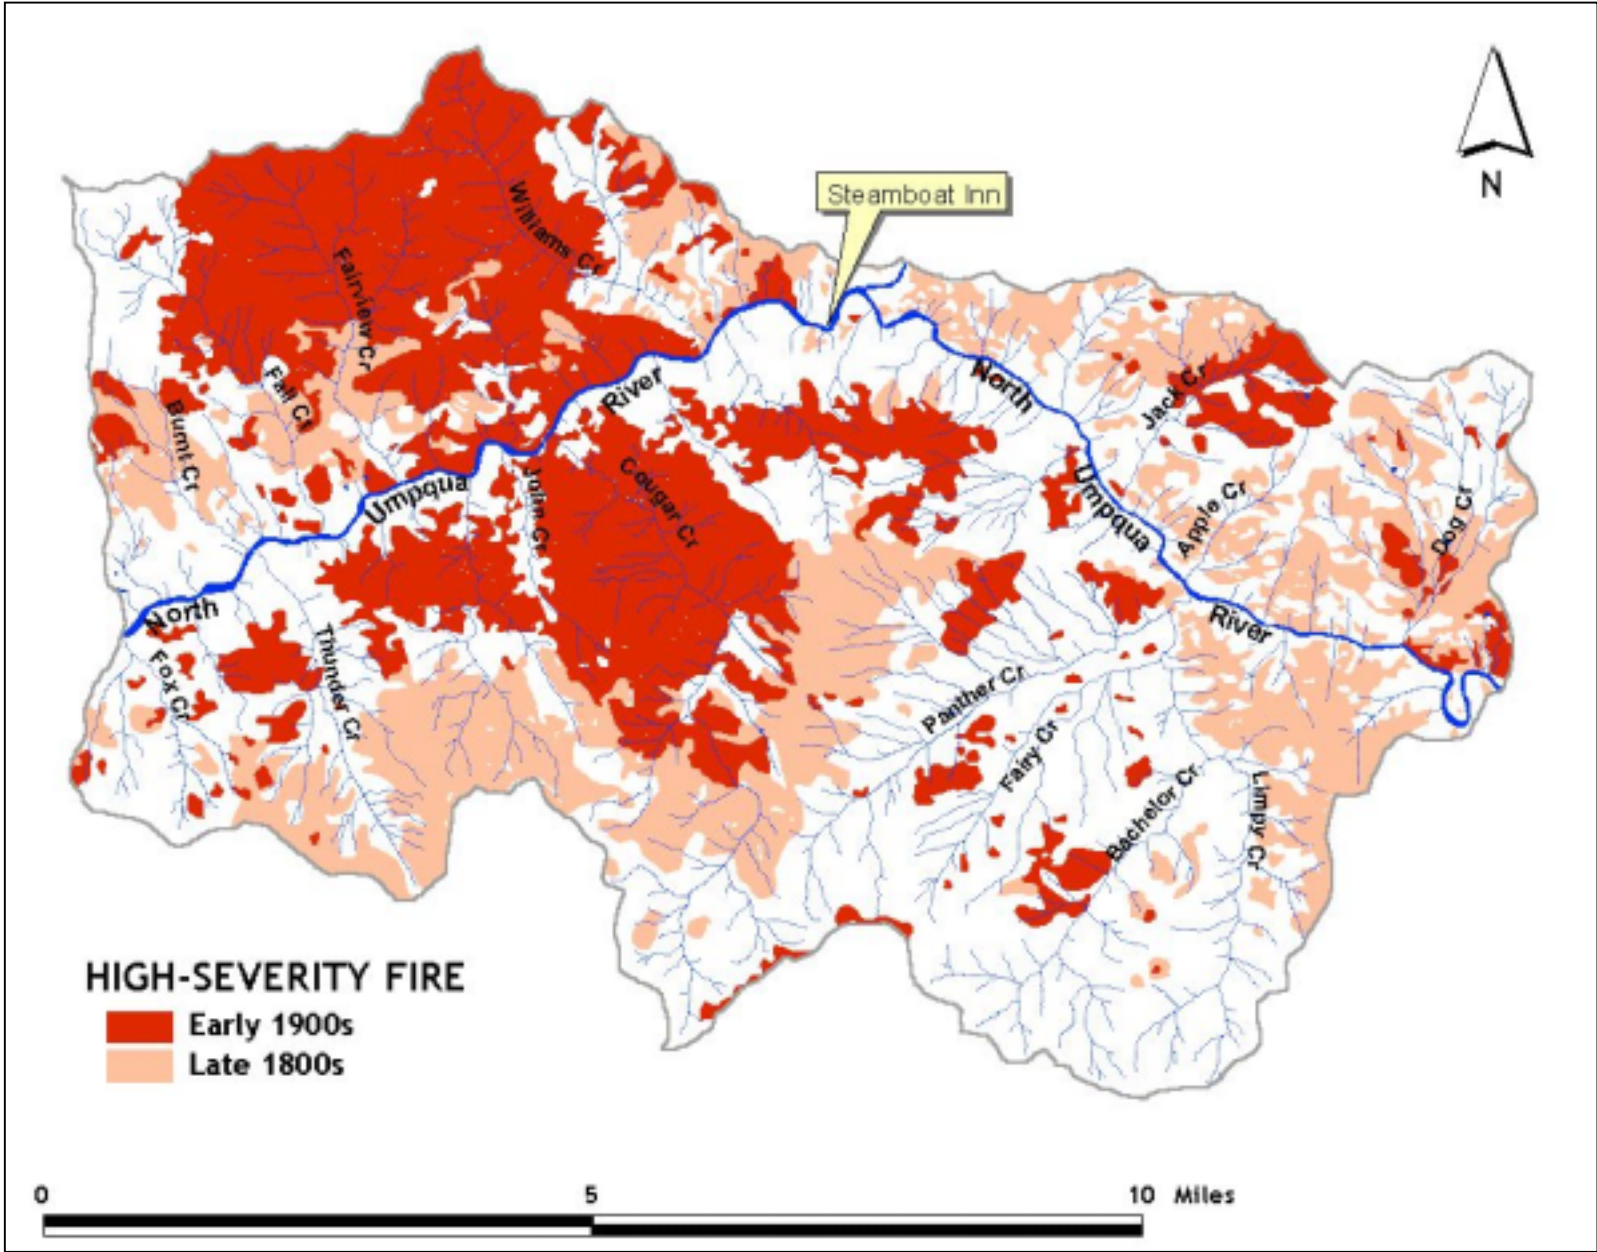 Steamboat Inn
N
Williams Cr
Fairview Cr
Fall Cr
Burnt Cr
River
North
Jack Cr
Umpqua
John Cr
Cougar Cr
Umpqua
Apple Cr
Dog Cr
North
River
Fox Cr
Thunder Cr
Panther Cr
Fairy Cr
Bachelor Cr
Limpy Cr
HIGH-SEVERITY FIRE
Early 1900s
Late 1800s
0 5 10 Miles